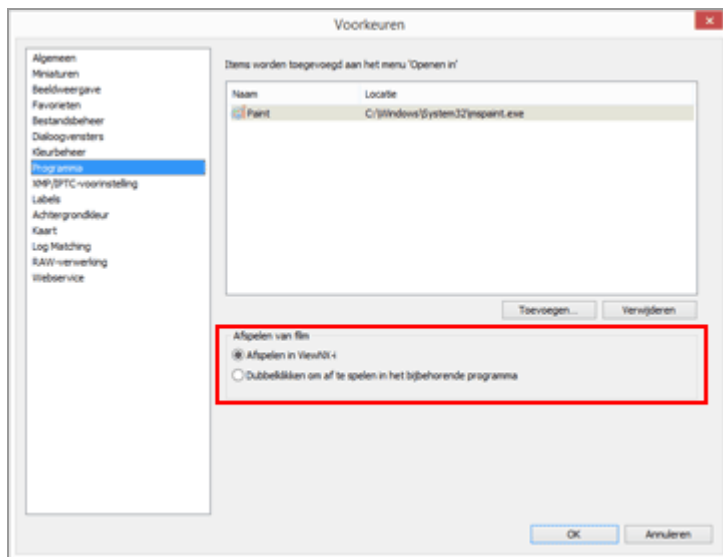 Voorkeuren
Algemeen
Miniaturen
Beeldweergave
Favorieten
Bestandsbeheer
Dialoogvensters
Kleurbeheer
Programma
XMP/IPTC-voorinstelling
Labels
Achtergrondkleur
Kaart
Log Matching
RAW-verwerking
Webservice
Items worden toegevoegd aan het menu 'Openen in'
Naam Locatie
Paint C:/Windows/System32/mspaint.exe
Toevoegen... Verwijderen
Afspelen van film
Afspelen in ViewNX-i
Dubbelklikken om af te spelen in het bijbehorende programma
OK Annuleren